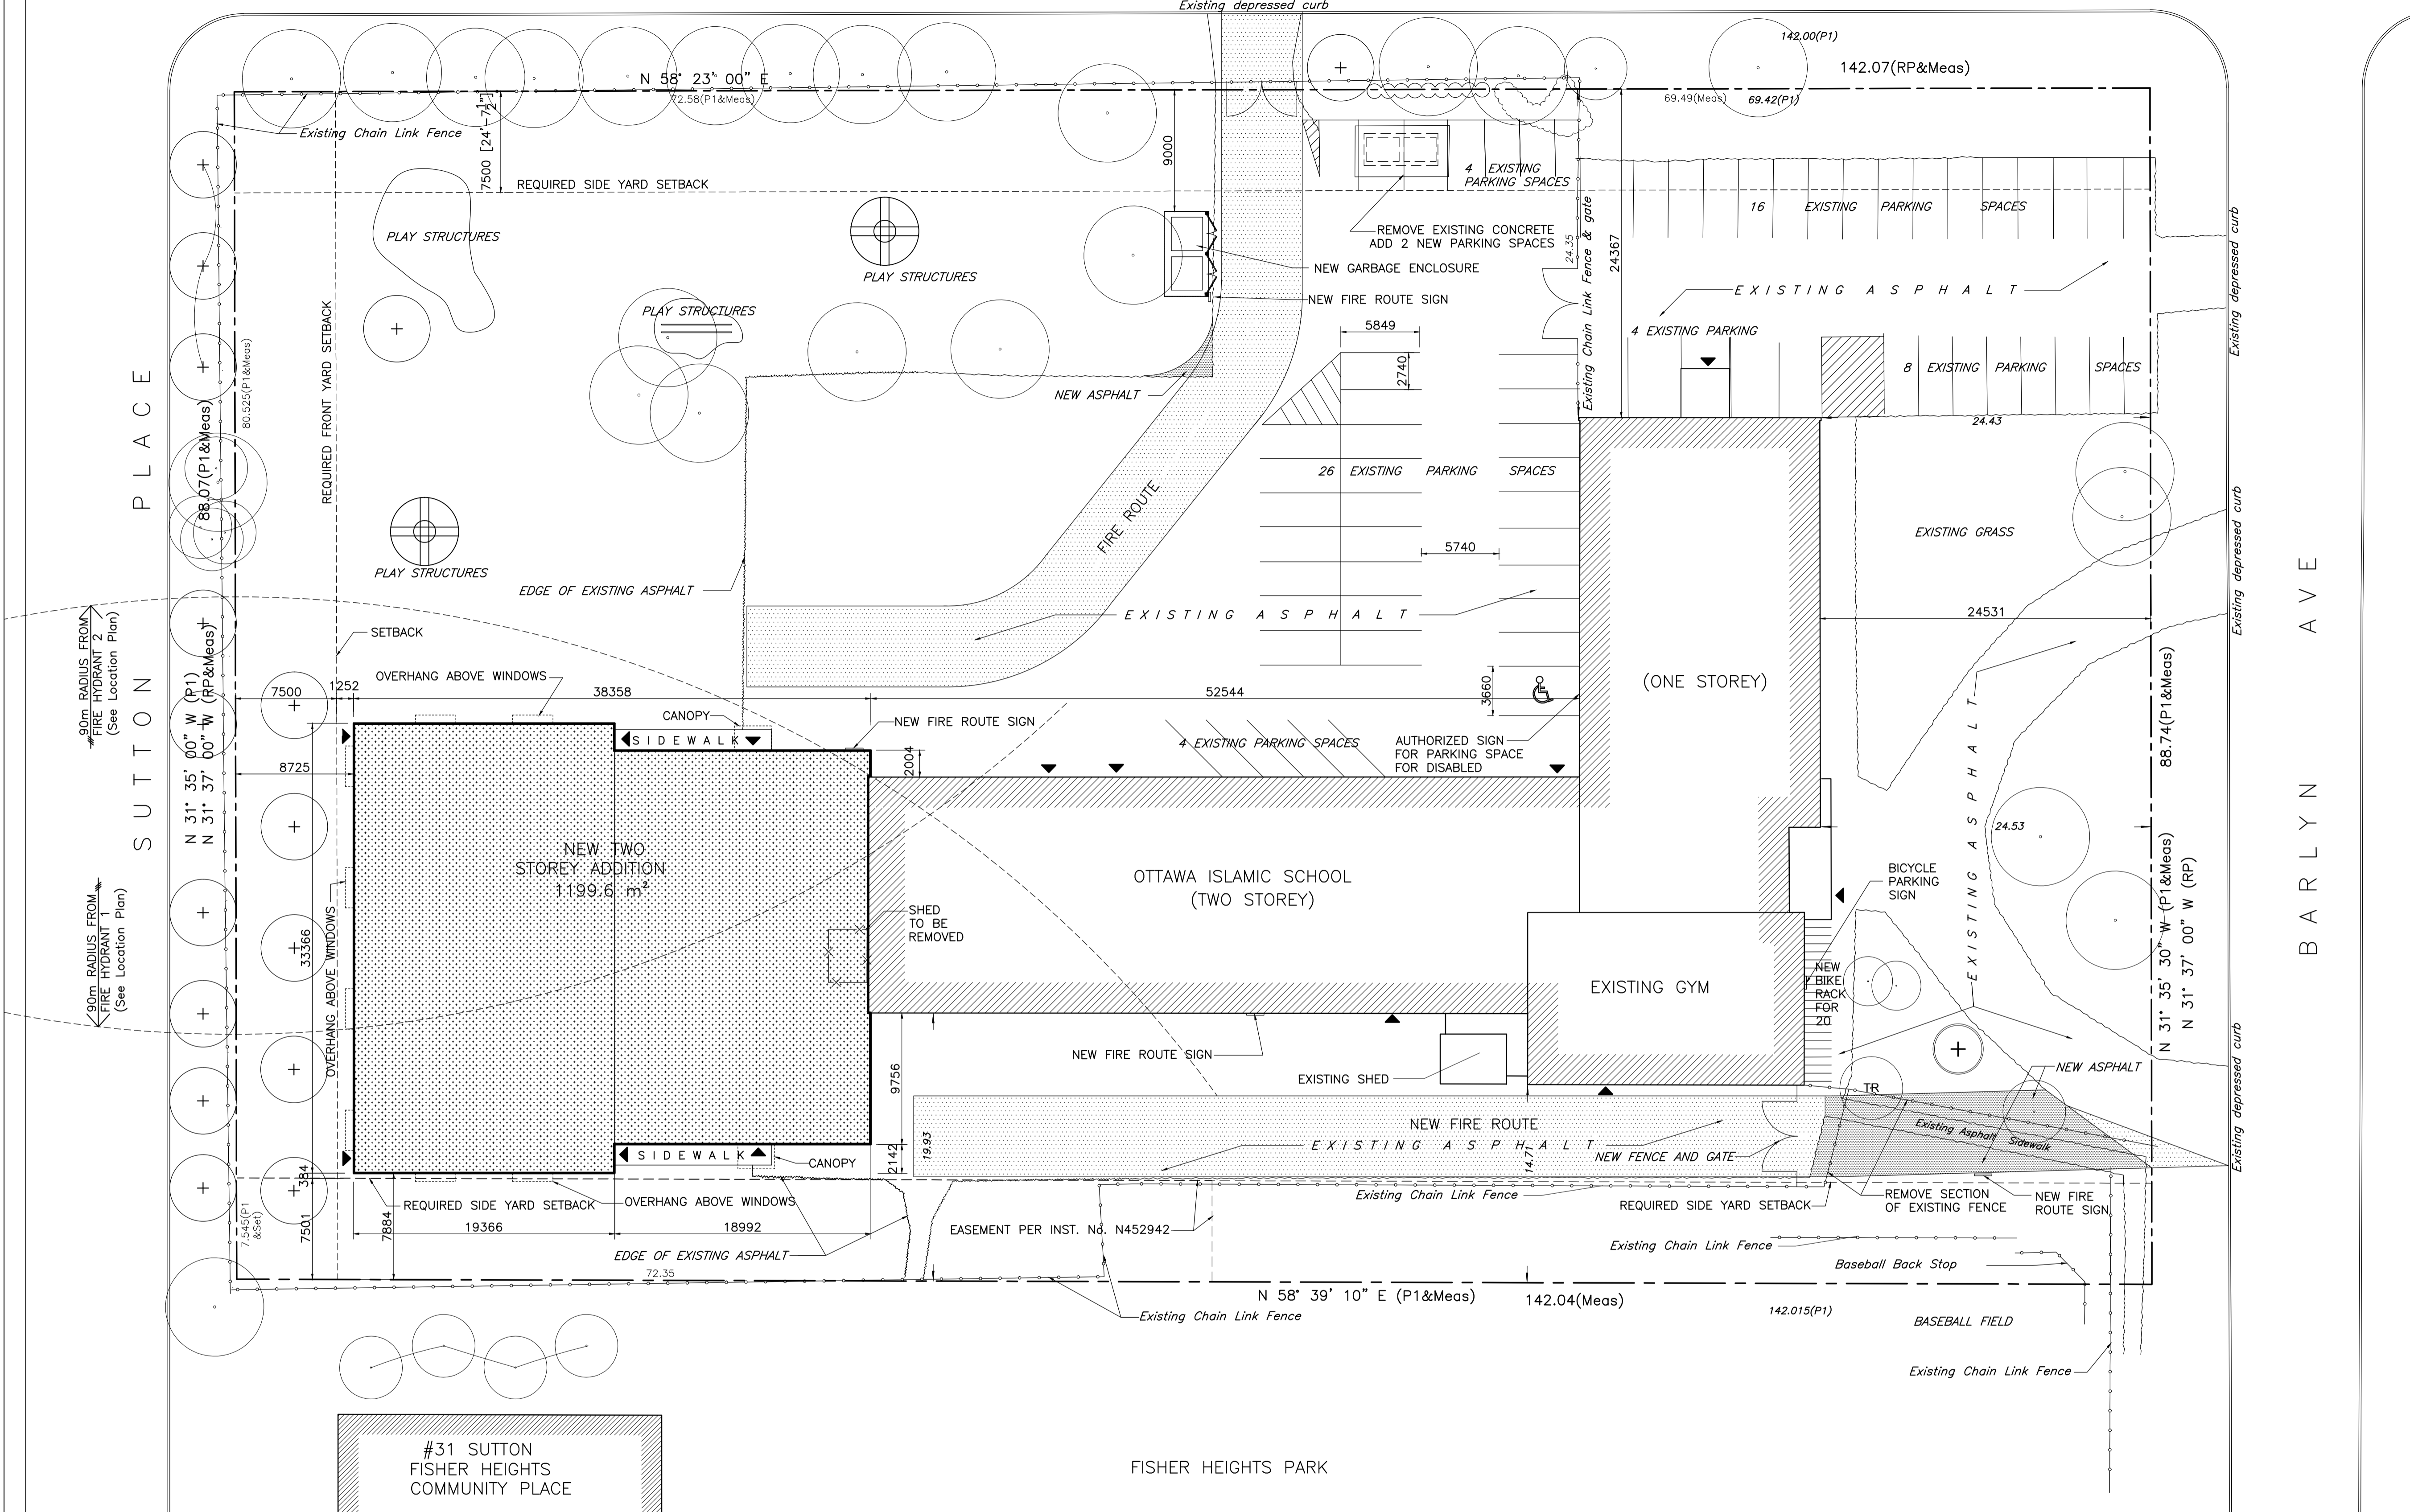 Existing depressed curb
142.00(P1)
N 58° 23' 00" E
142.07(RP&Meas)
72.58(P1&Meas)
69.49(Meas)
69.42(P1)
Existing Chain Link Fence
7500 [24'-7½"]
9000
4 EXISTING
PARKING SPACES
REQUIRED SIDE YARD SETBACK
16 EXISTING PARKING SPACES
PLAY STRUCTURES
REMOVE EXISTING CONCRETE
ADD 2 NEW PARKING SPACES
24.35
Existing Chain Link Fence & gate
24367
Existing depressed curb
PLAY STRUCTURES
NEW GARBAGE ENCLOSURE
EXISTING ASPHALT
NEW FIRE ROUTE SIGN
PLAY STRUCTURES
5849
4 EXISTING PARKING
REQUIRED FRONT YARD SETBACK
80.525(P1&Meas)
88.07(P1&Meas)
2740
8 EXISTING PARKING SPACES
NEW ASPHALT
24.43
SUTTON PLACE
26 EXISTING PARKING SPACES
FIRE ROUTE
EXISTING GRASS
Existing depressed curb
5740
PLAY STRUCTURES
EDGE OF EXISTING ASPHALT
EXISTING ASPHALT
24531
BARLYN AVE
90m RADIUS FROM
FIRE HYDRANT 2
(See Location Plan)
N 31° 35' 00" W (P1)
N 31° 37' 00" W (RP&Meas)
SETBACK
OVERHANG ABOVE WINDOWS
7500
1252
38358
52544
3660
(ONE STOREY)
88.74(P1&Meas)
CANOPY
NEW FIRE ROUTE SIGN
SIDEWALK
4 EXISTING PARKING SPACES
AUTHORIZED SIGN
FOR PARKING SPACE
FOR DISABLED
2004
8725
EXISTING ASPHALT
24.53
NEW TWO
STOREY ADDITION
1199.6 m²
OTTAWA ISLAMIC SCHOOL
(TWO STOREY)
BICYCLE
PARKING
SIGN
N 31° 35' 30" W (P1&Meas)
N 31° 37' 00" W (RP)
90m RADIUS FROM
FIRE HYDRANT 1
(See Location Plan)
33366
OVERHANG ABOVE WINDOWS
SHED
TO BE
REMOVED
EXISTING GYM
NEW
BIKE
RACK
FOR
20
NEW FIRE ROUTE SIGN
EXISTING SHED
9756
TR
NEW ASPHALT
Existing depressed curb
NEW FIRE ROUTE
EXISTING ASPHALT
19.93
14.71
NEW FENCE AND GATE
Existing Asphalt Sidewalk
SIDEWALK
CANOPY
2142
384
7501
7.545(P1
&Set)
7884
REQUIRED SIDE YARD SETBACK
OVERHANG ABOVE WINDOWS
Existing Chain Link Fence
REQUIRED SIDE YARD SETBACK
REMOVE SECTION
OF EXISTING FENCE
NEW FIRE
ROUTE SIGN
19366
18992
EASEMENT PER INST. No. N452942
EDGE OF EXISTING ASPHALT
Existing Chain Link Fence
Baseball Back Stop
72.35
N 58° 39' 10" E (P1&Meas)
142.04(Meas)
142.015(P1)
Existing Chain Link Fence
BASEBALL FIELD
Existing Chain Link Fence
#31 SUTTON
FISHER HEIGHTS
COMMUNITY PLACE
FISHER HEIGHTS PARK